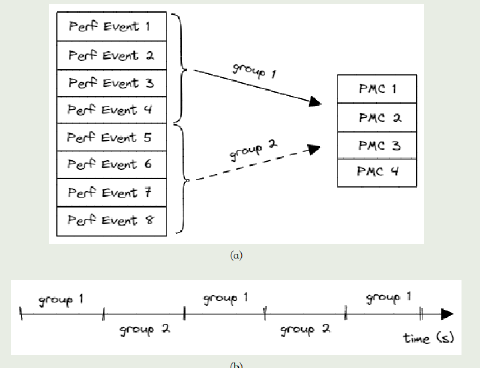 Perf Event 1
Perf Event 2
Perf Event 3
Perf Event 4
Perf Event 5
Perf Event 6
Perf Event 7
Perf Event 8
group 1
group 2
PMC 1
PMC 2
PMC 3
PMC 4
(a)
group 1
group 2
group 1
group 2
group 1
time (s)
(b)